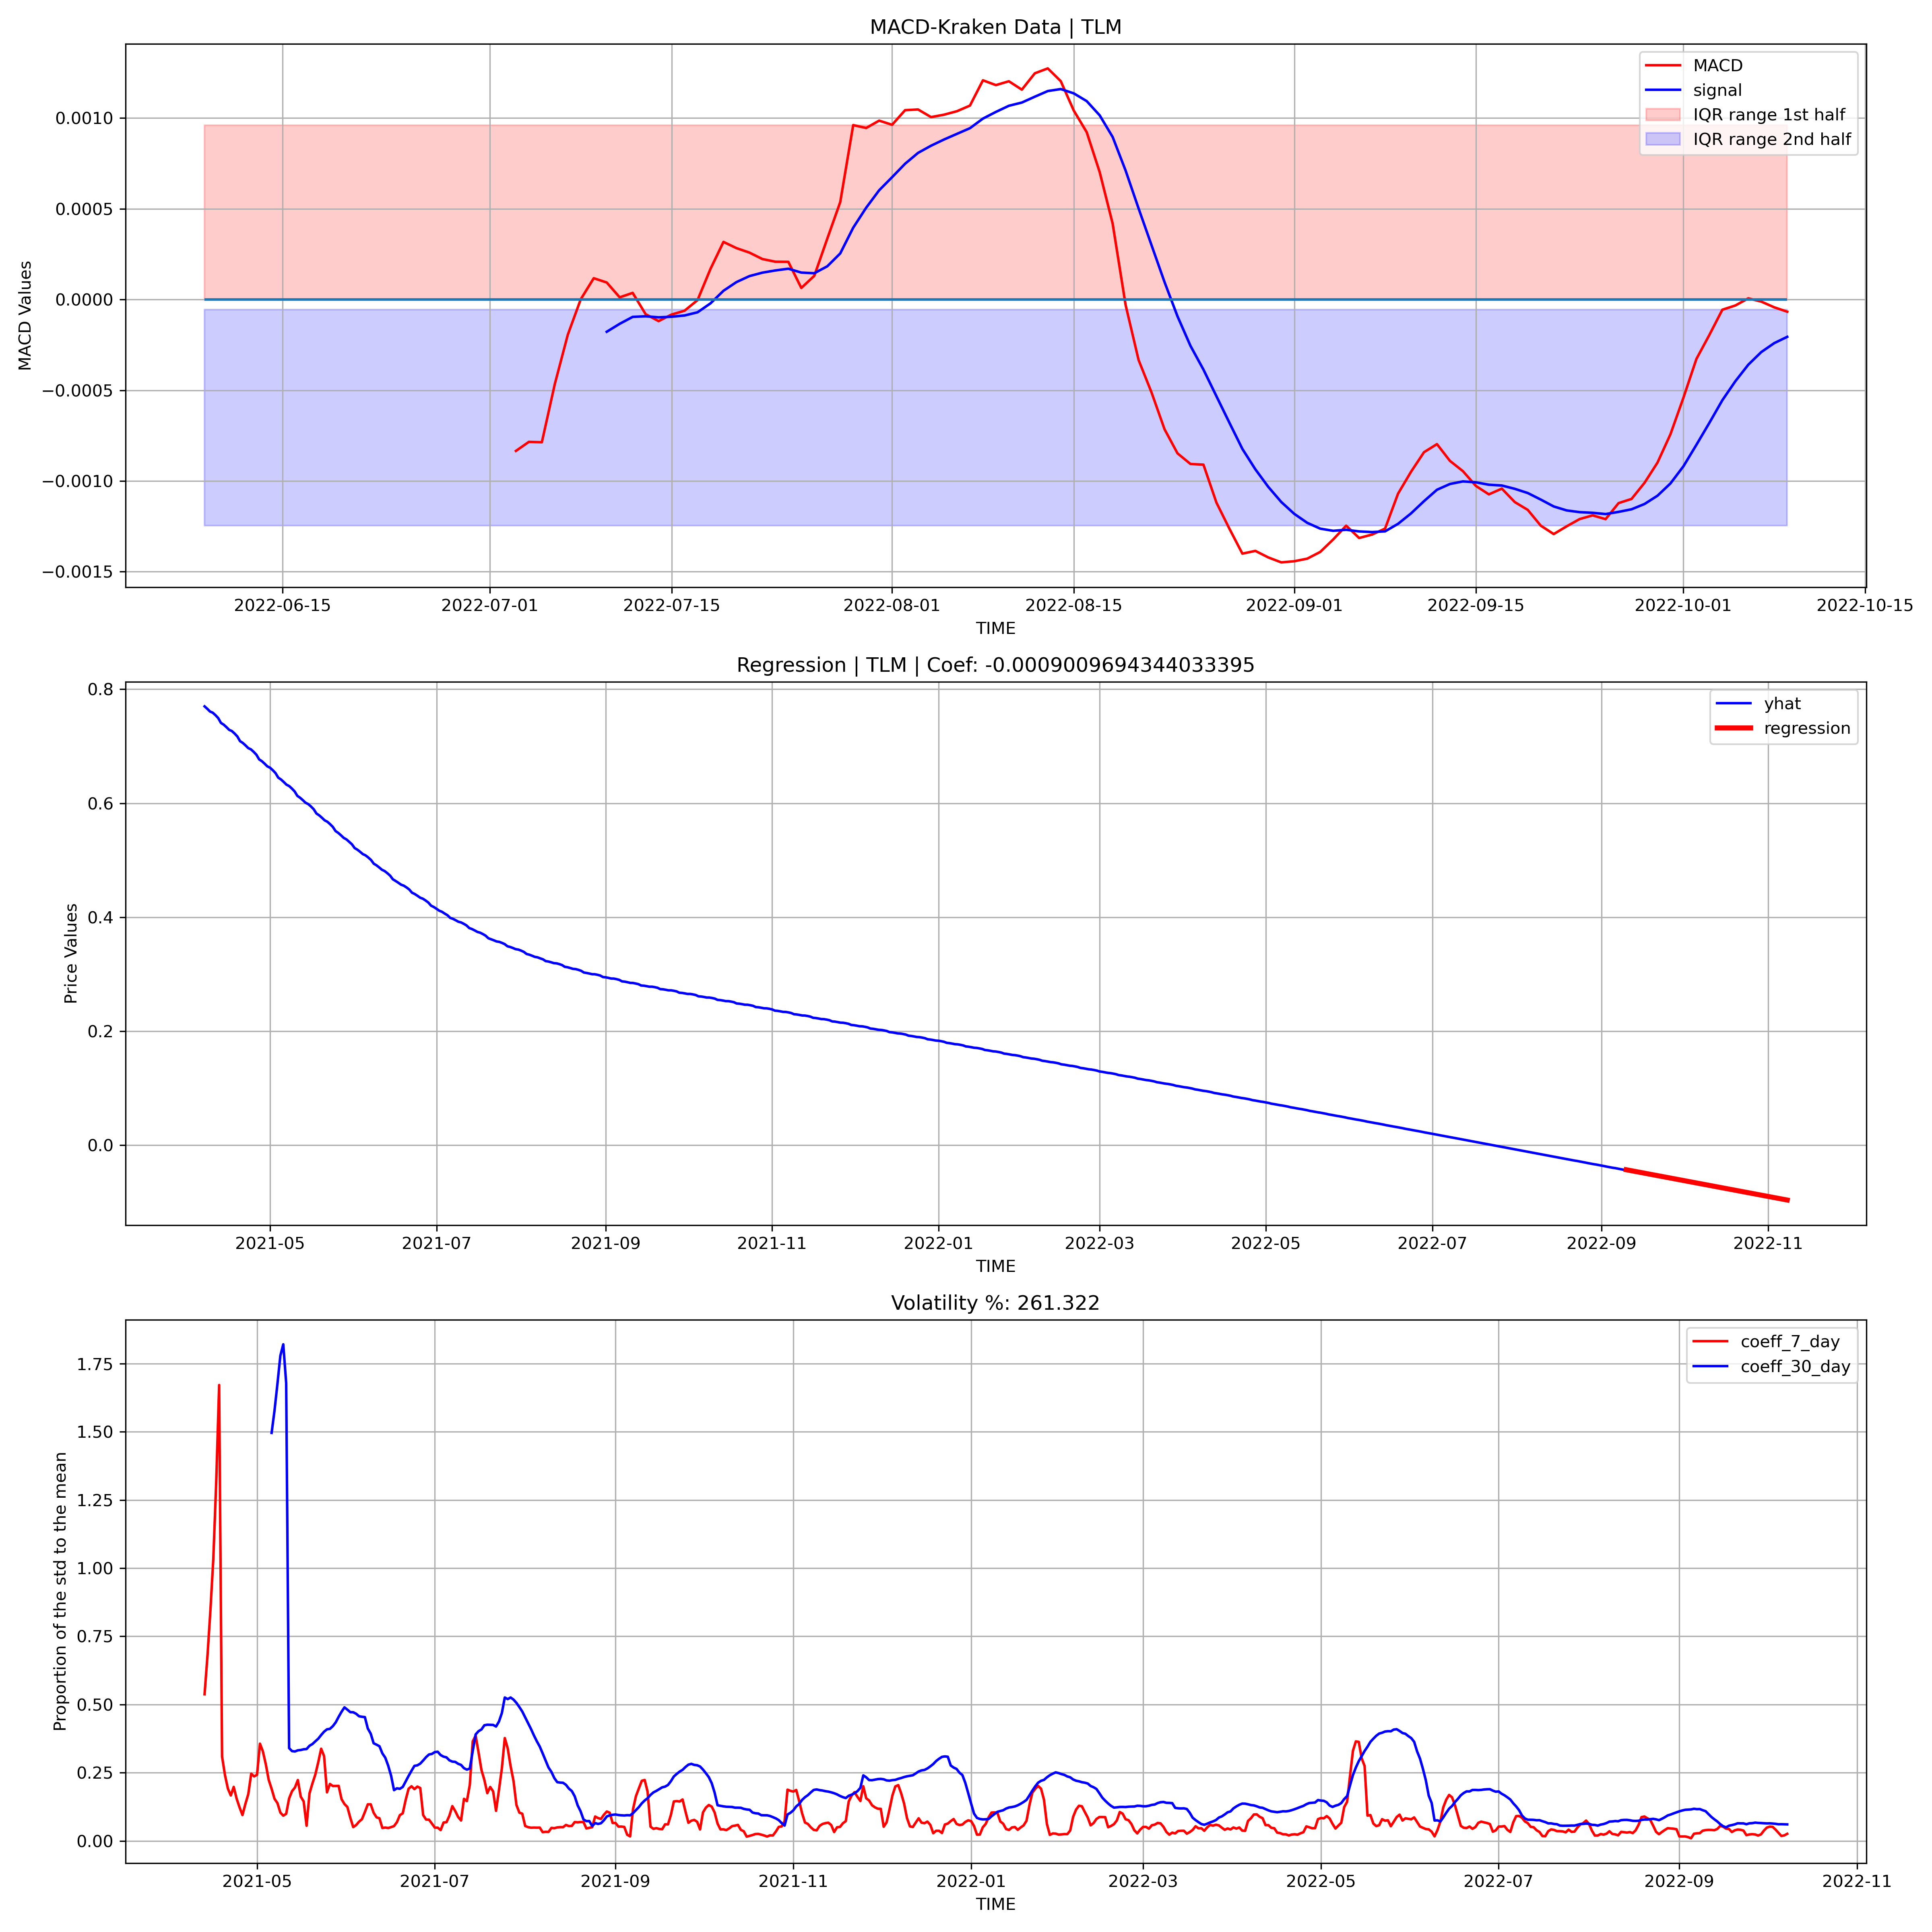 MACD-Kraken Data | TLM
MACD
signal
IQR range 1st half
IQR range 2nd half
MACD Values
0.0010
0.0005
0.0000
−0.0005
−0.0010
−0.0015
2022-06-15 2022-07-01 2022-07-15 2022-08-01 2022-08-15 2022-09-01 2022-09-15 2022-10-01 2022-10-15
TIME
Regression | TLM | Coef: -0.0009009694344033395
yhat
regression
Price Values
0.8
0.6
0.4
0.2
0.0
2021-05 2021-07 2021-09 2021-11 2022-01 2022-03 2022-05 2022-07 2022-09 2022-11
TIME
Volatility %: 261.322
coeff_7_day
coeff_30_day
Proportion of the std to the mean
1.75
1.50
1.25
1.00
0.75
0.50
0.25
0.00
2021-05 2021-07 2021-09 2021-11 2022-01 2022-03 2022-05 2022-07 2022-09 2022-11
TIME